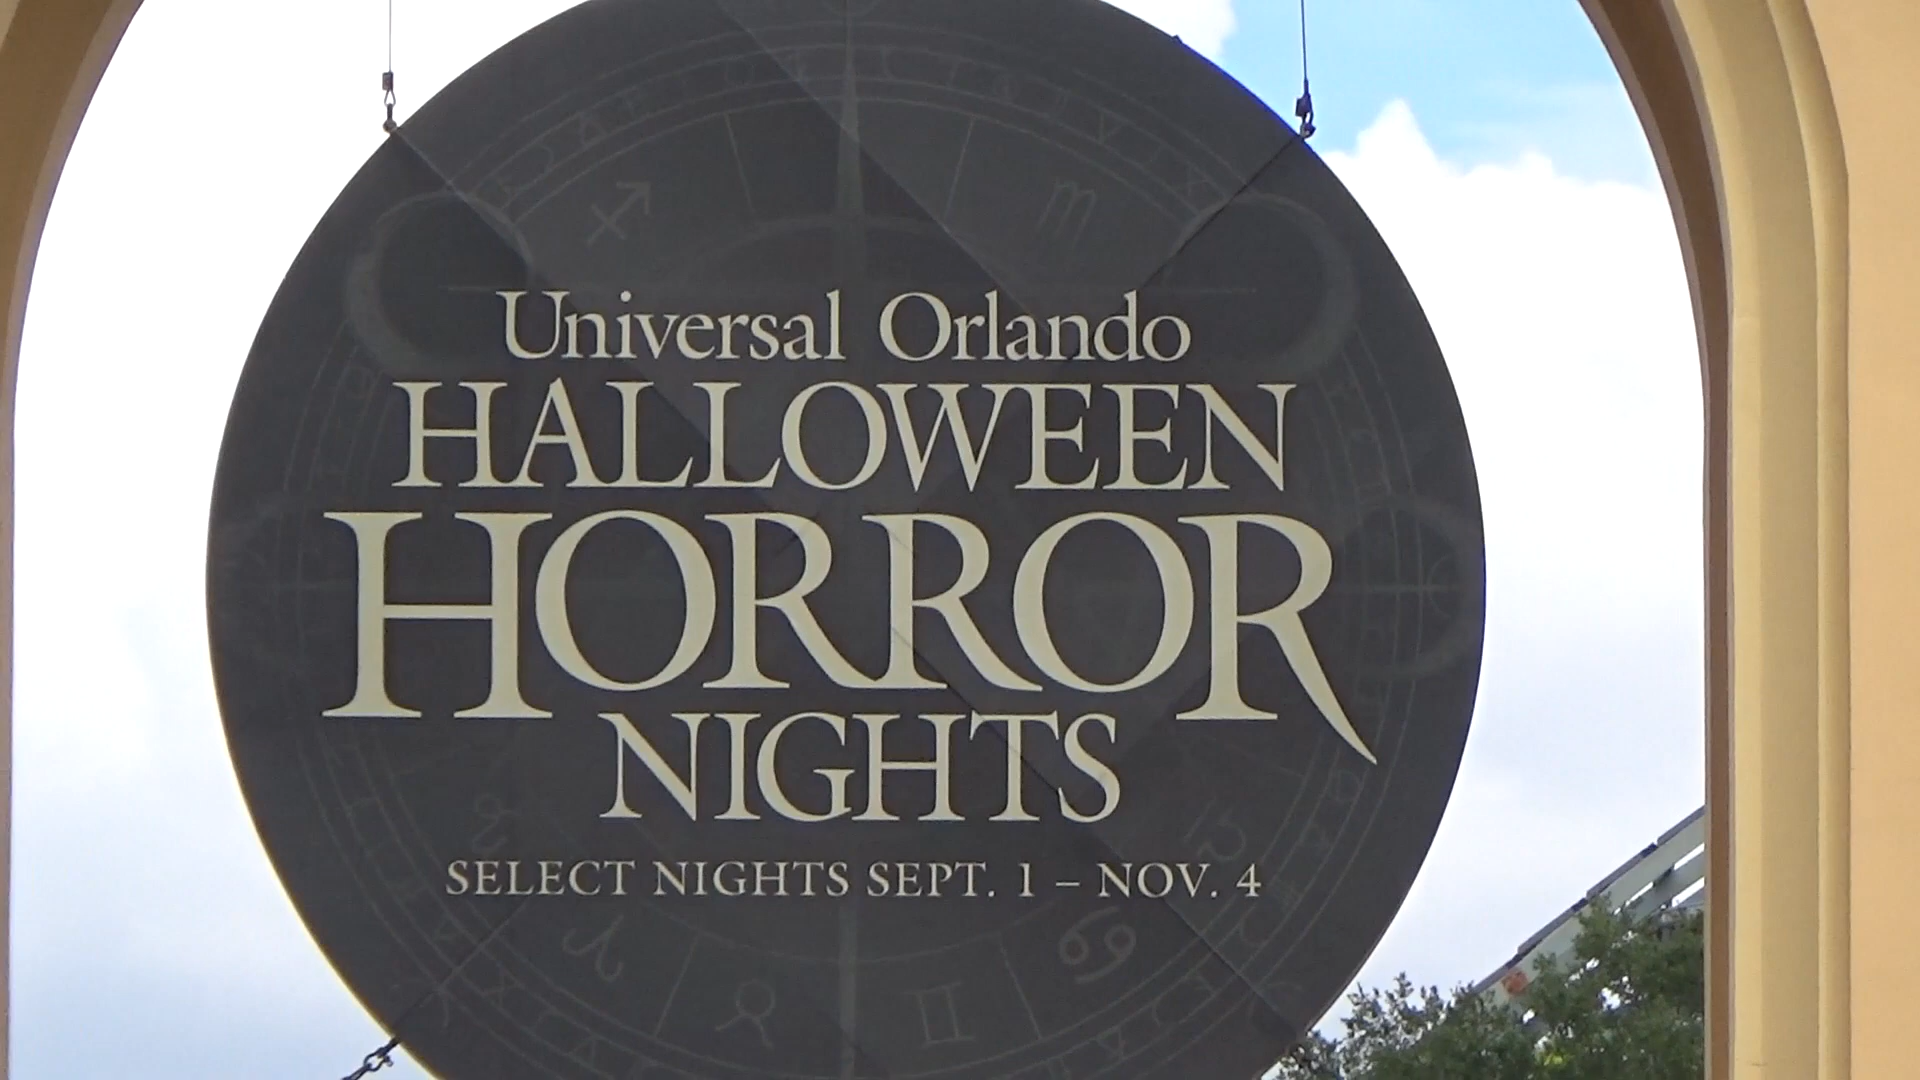 Universal Orlando
HALLOWEEN
HORROR
NIGHTS
SELECT NIGHTS SEPT. 1 – NOV. 4